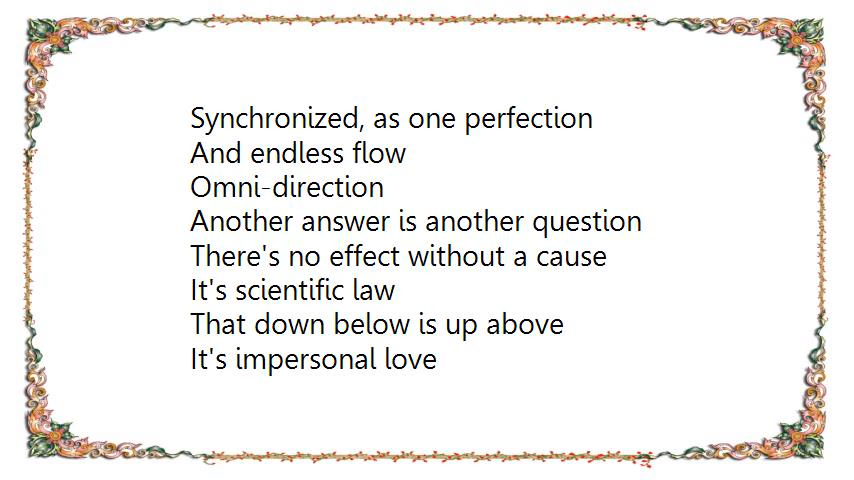 Synchronized, as one perfection
And endless flow
Omni-direction
Another answer is another question
There's no effect without a cause
It's scientific law
That down below is up above
It's impersonal love